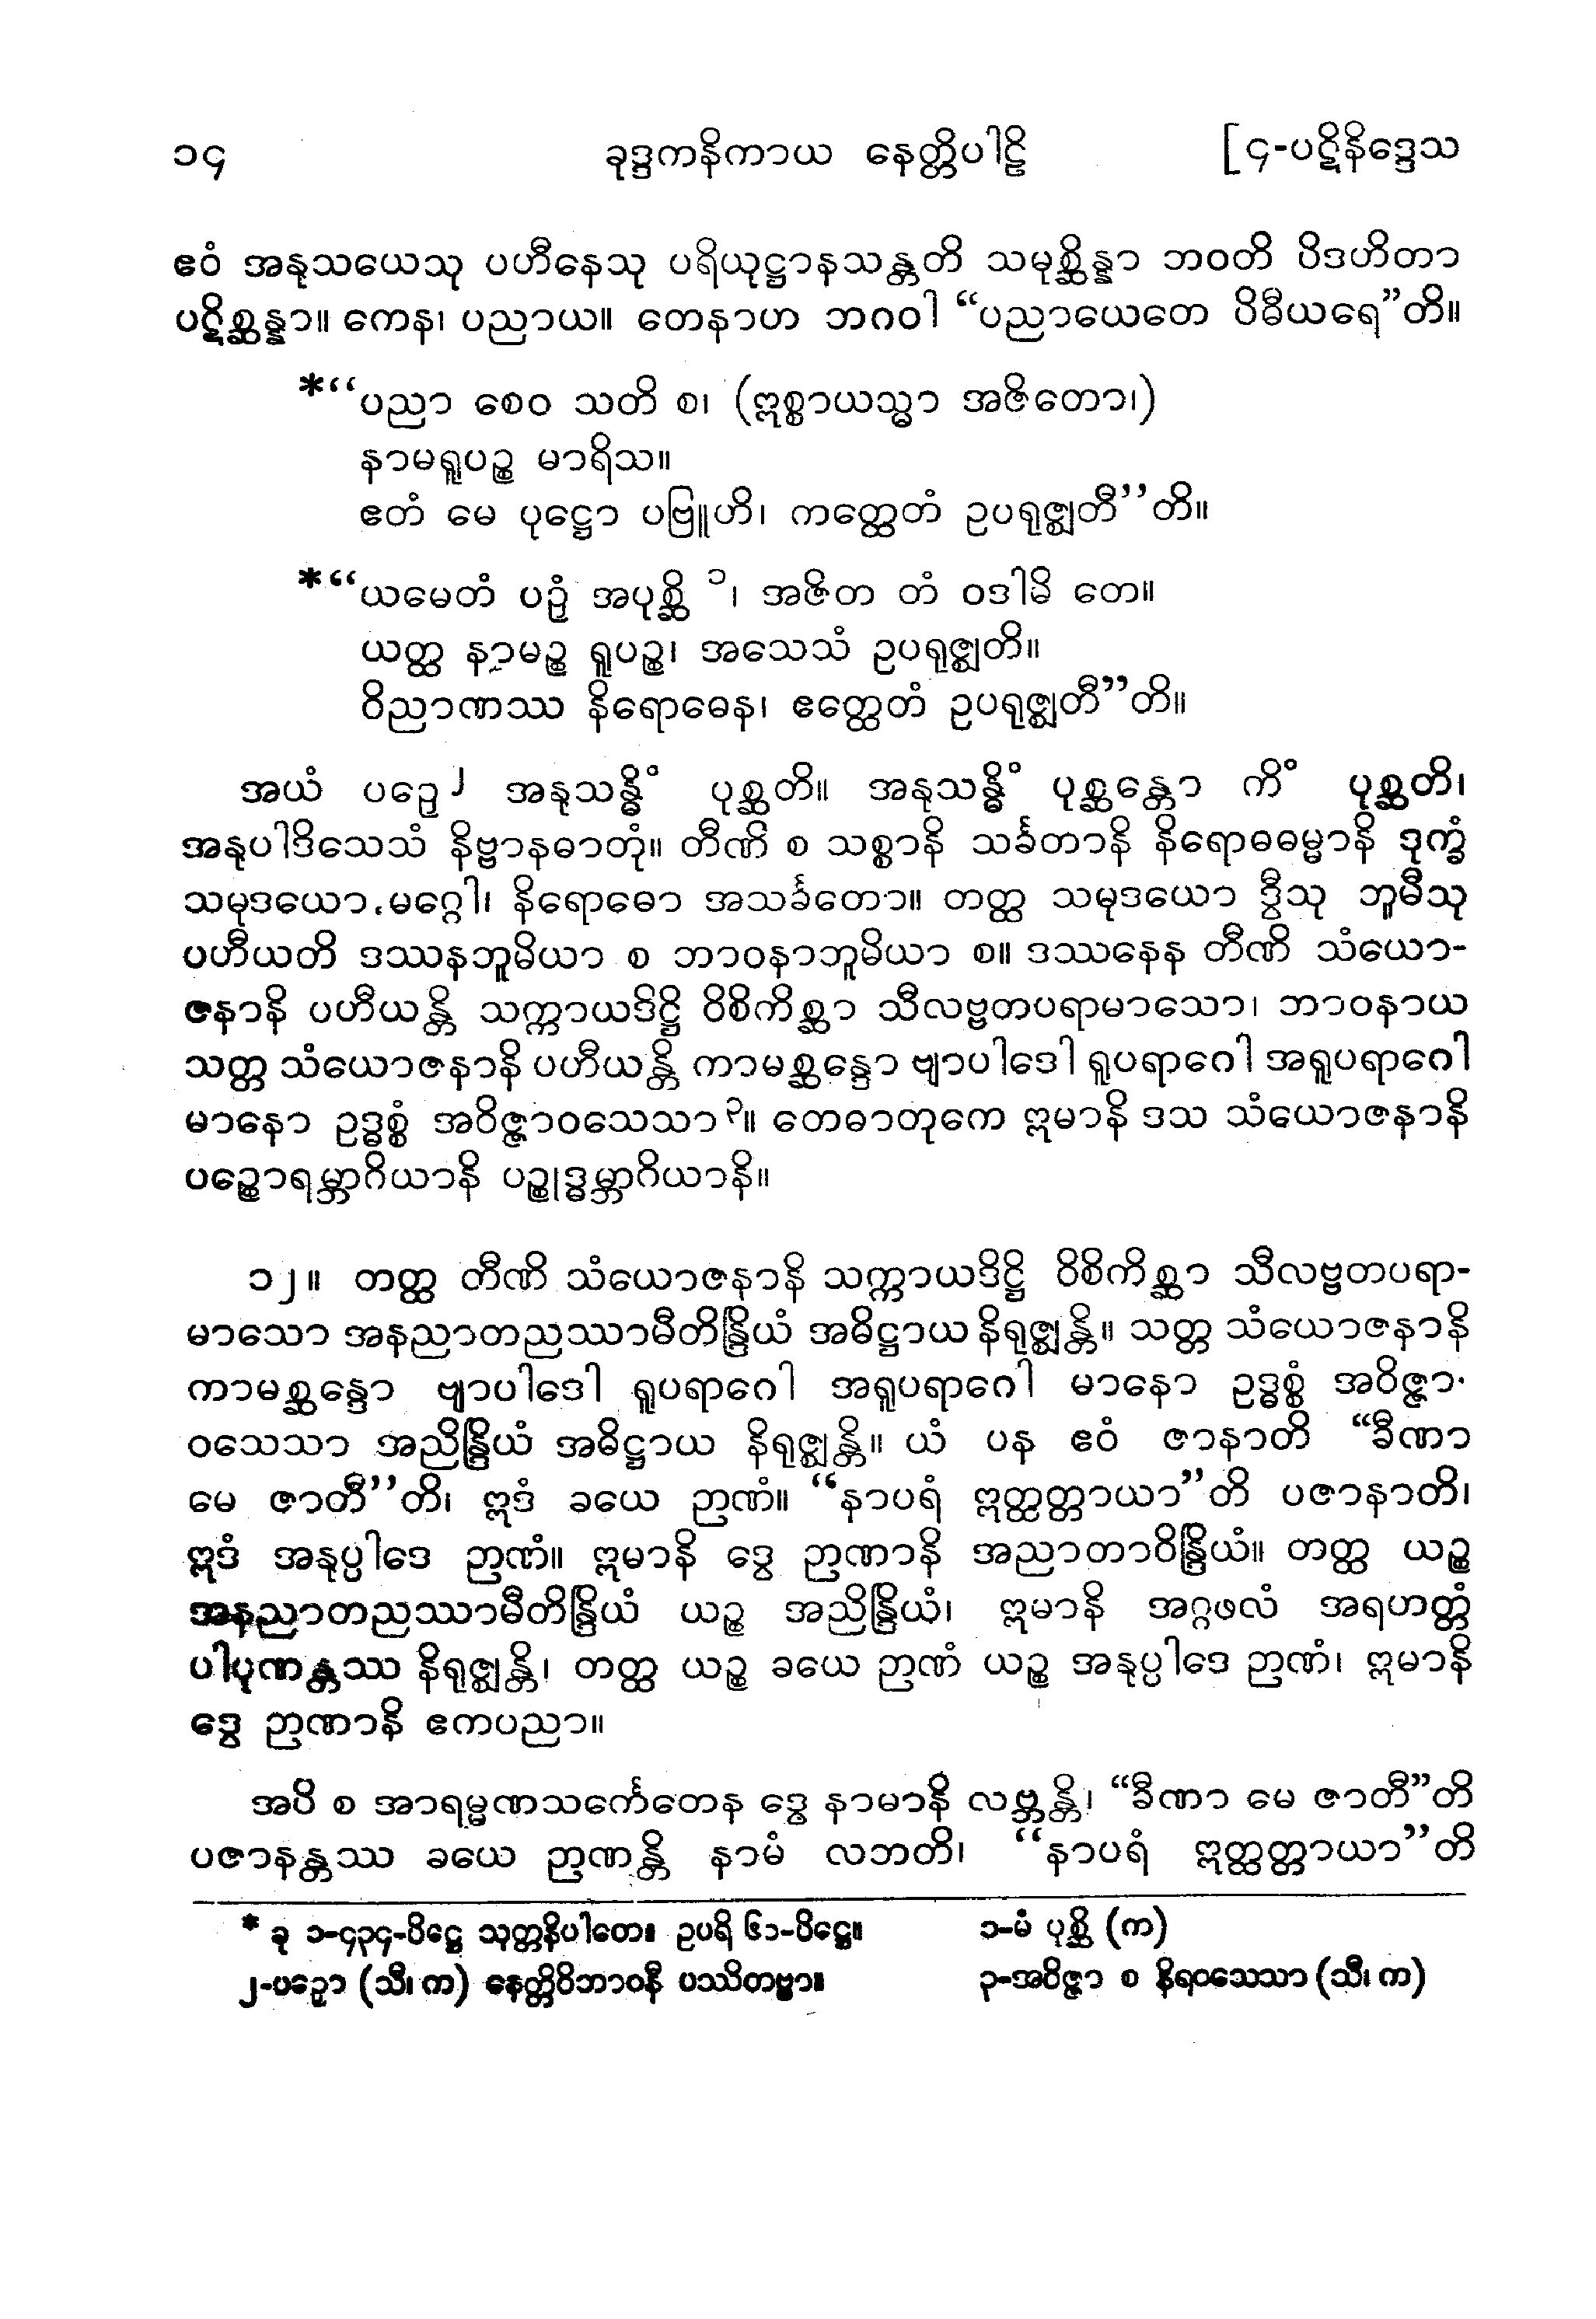 ၁၄ ခုဒ္ဒကနိကာယ နေတ္တိပါဠိ [၄-ပဋိနိဒ္ဒေသ
ဧဝံ အနုသယေသု ပဟီနေသု ပရိယုဋ္ဌာနသန္တတိ သမုစ္ဆိန္နာ ဘဝတိ ပိဒဟိတာ
ပဋိစ္ဆန္နာ။ ကေန၊ ပညာယ။ တေနာဟ ဘဂဝါ “ပညာယေတေ ပိဓီယရေ”တိ။
*“ပညာ စေဝ သတိ စ၊ (ဣစ္စာယသ္မာ အဇိတော၊)
နာမရူပဉ္စ မာရိသ။
ဧတံ မေ ပုဋ္ဌော ပဗြူဟိ၊ ကတ္ထေတံ ဥပရုဇ္ဈတီ”တိ။
*“ယမေတံ ပဉှံ အပုစ္ဆိ ၁၊ အဇိတ တံ ဝဒါမိ တေ။
ယတ္ထ နာမဉ္စ ရူပဉ္စ၊ အသေသံ ဥပရုဇ္ဈတိ။
ဝိညာဏဿ နိရောဓေန၊ ဧတ္ထေတံ ဥပရုဇ္ဈတီ”တိ။
အယံ ပဉှေ၂ အနုသန္ဓိံ ပုစ္ဆတိ။ အနုသန္ဓိံ ပုစ္ဆန္တော ကိံ ပုစ္ဆတိ၊
အနုပါဒိသေသံ နိဗ္ဗာနဓာတုံ။ တီဏိ စ သစ္စာနိ သင်္ခတာနိ နိရောဓဓမ္မာနိ ဒုက္ခံ
သမုဒယော မဂ္ဂေါ၊ နိရောဓော အသင်္ခတော။ တတ္ထ သမုဒယော ဒွီသု ဘူမီသု
ပဟီယတိ ဒဿနဘူမိယာ စ ဘာဝနာဘူမိယာ စ။ ဒဿနေန တီဏိ သံယော-
ဇနာနိ ပဟီယန္တိ သက္ကာယဒိဋ္ဌိ ဝိစိကိစ္ဆာ သီလဗ္ဗတပရာမာသော၊ ဘာဝနာယ
သတ္တ သံယောဇနာနိ ပဟီယန္တိ ကာမစ္ဆန္ဒော ဗျာပါဒေါ ရူပရာဂေါ အရူပရာဂေါ
မာနော ဥဒ္ဓစ္စံ အဝိဇ္ဇာဝသေသာ၃။ တေဓာတုကေ ဣမာနိ ဒသ သံယောဇနာနိ
ပဉ္စောရမ္ဘာဂိယာနိ ပဉ္စုဒ္ဓမ္ဘာဂိယာနိ။
၁၂။ တတ္ထ တီဏိ သံယောဇနာနိ သက္ကာယဒိဋ္ဌိ ဝိစိကိစ္ဆာ သီလဗ္ဗတပရာ-
မာသော အနညာတညဿာမီတိန္ဒြိယံ အဓိဋ္ဌာယ နိရုဇ္ဈန္တိ။ သတ္တ သံယောဇနာနိ
ကာမစ္ဆန္ဒော ဗျာပါဒေါ ရူပရာဂေါ အရူပရာဂေါ မာနော ဥဒ္ဓစ္စံ အဝိဇ္ဇာ-
ဝသေသာ အညိန္ဒြိယံ အဓိဋ္ဌာယ နိရုဇ္ဈန္တိ။ ယံ ပန ဧဝံ ဇာနာတိ “ခီဏာ
မေ ဇာတီ”တိ၊ ဣဒံ ခယေ ဉာဏံ။ “နာပရံ ဣတ္ထတ္တာယာ”တိ ပဇာနာတိ၊
ဣဒံ အနုပ္ပါဒေ ဉာဏံ။ ဣမာနိ ဒွေ ဉာဏာနိ အညာတာဝိန္ဒြိယံ။ တတ္ထ ယဉ္စ
အနညာတညဿာမီတိန္ဒြိယံ ယဉ္စ အညိန္ဒြိယံ၊ ဣမာနိ အဂ္ဂဖလံ အရဟတ္တံ
ပါပုဏန္တဿ နိရုဇ္ဈန္တိ၊ တတ္ထ ယဉ္စ ခယေ ဉာဏံ ယဉ္စ အနုပ္ပါဒေ ဉာဏံ၊ ဣမာနိ
ဒွေ ဉာဏာနိ ဧကပညာ။
အပိ စ အာရမ္မဏသင်္ကေတေန ဒွေ နာမာနိ လဗ္ဘန္တိ၊ “ခီဏာ မေ ဇာတီ”တိ
ပဇာနန္တဿ ခယေ ဉာဏန္တိ နာမံ လဘတိ၊ “နာပရံ ဣတ္ထတ္တာယာ”တိ
* ခု ၁-၄၃၄-ပိဋ္ဌေ သုတ္တနိပါတေ။ ဥပရိ ၆၁-ပိဋ္ဌေ။ ၁-မံ ပုစ္ဆိ (က)
၂-ပဉှော (သီ၊ က) နေတ္တိဝိဘာဝနီ ပဿိတဗ္ဗာ။ ၃-အဝိဇ္ဇာ စ နိရဝသေသာ (သီ၊ က)